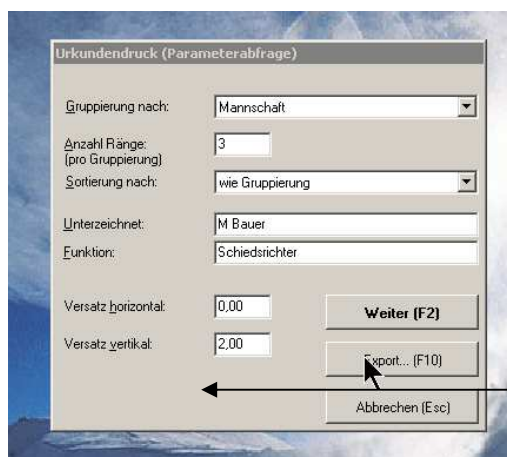 Urkundendruck (Parameterabfrage)
Gruppierung nach: Mannschaft
Anzahl Ränge: 3
(pro Gruppierung)
Sortierung nach: wie Gruppierung
Unterzeichnet: M Bauer
Funktion: Schiedsrichter
Versatz horizontal: 0,00 Weiter (F2)
Versatz vertikal: 2,00
Export... (F10)
Abbrechen (Esc)